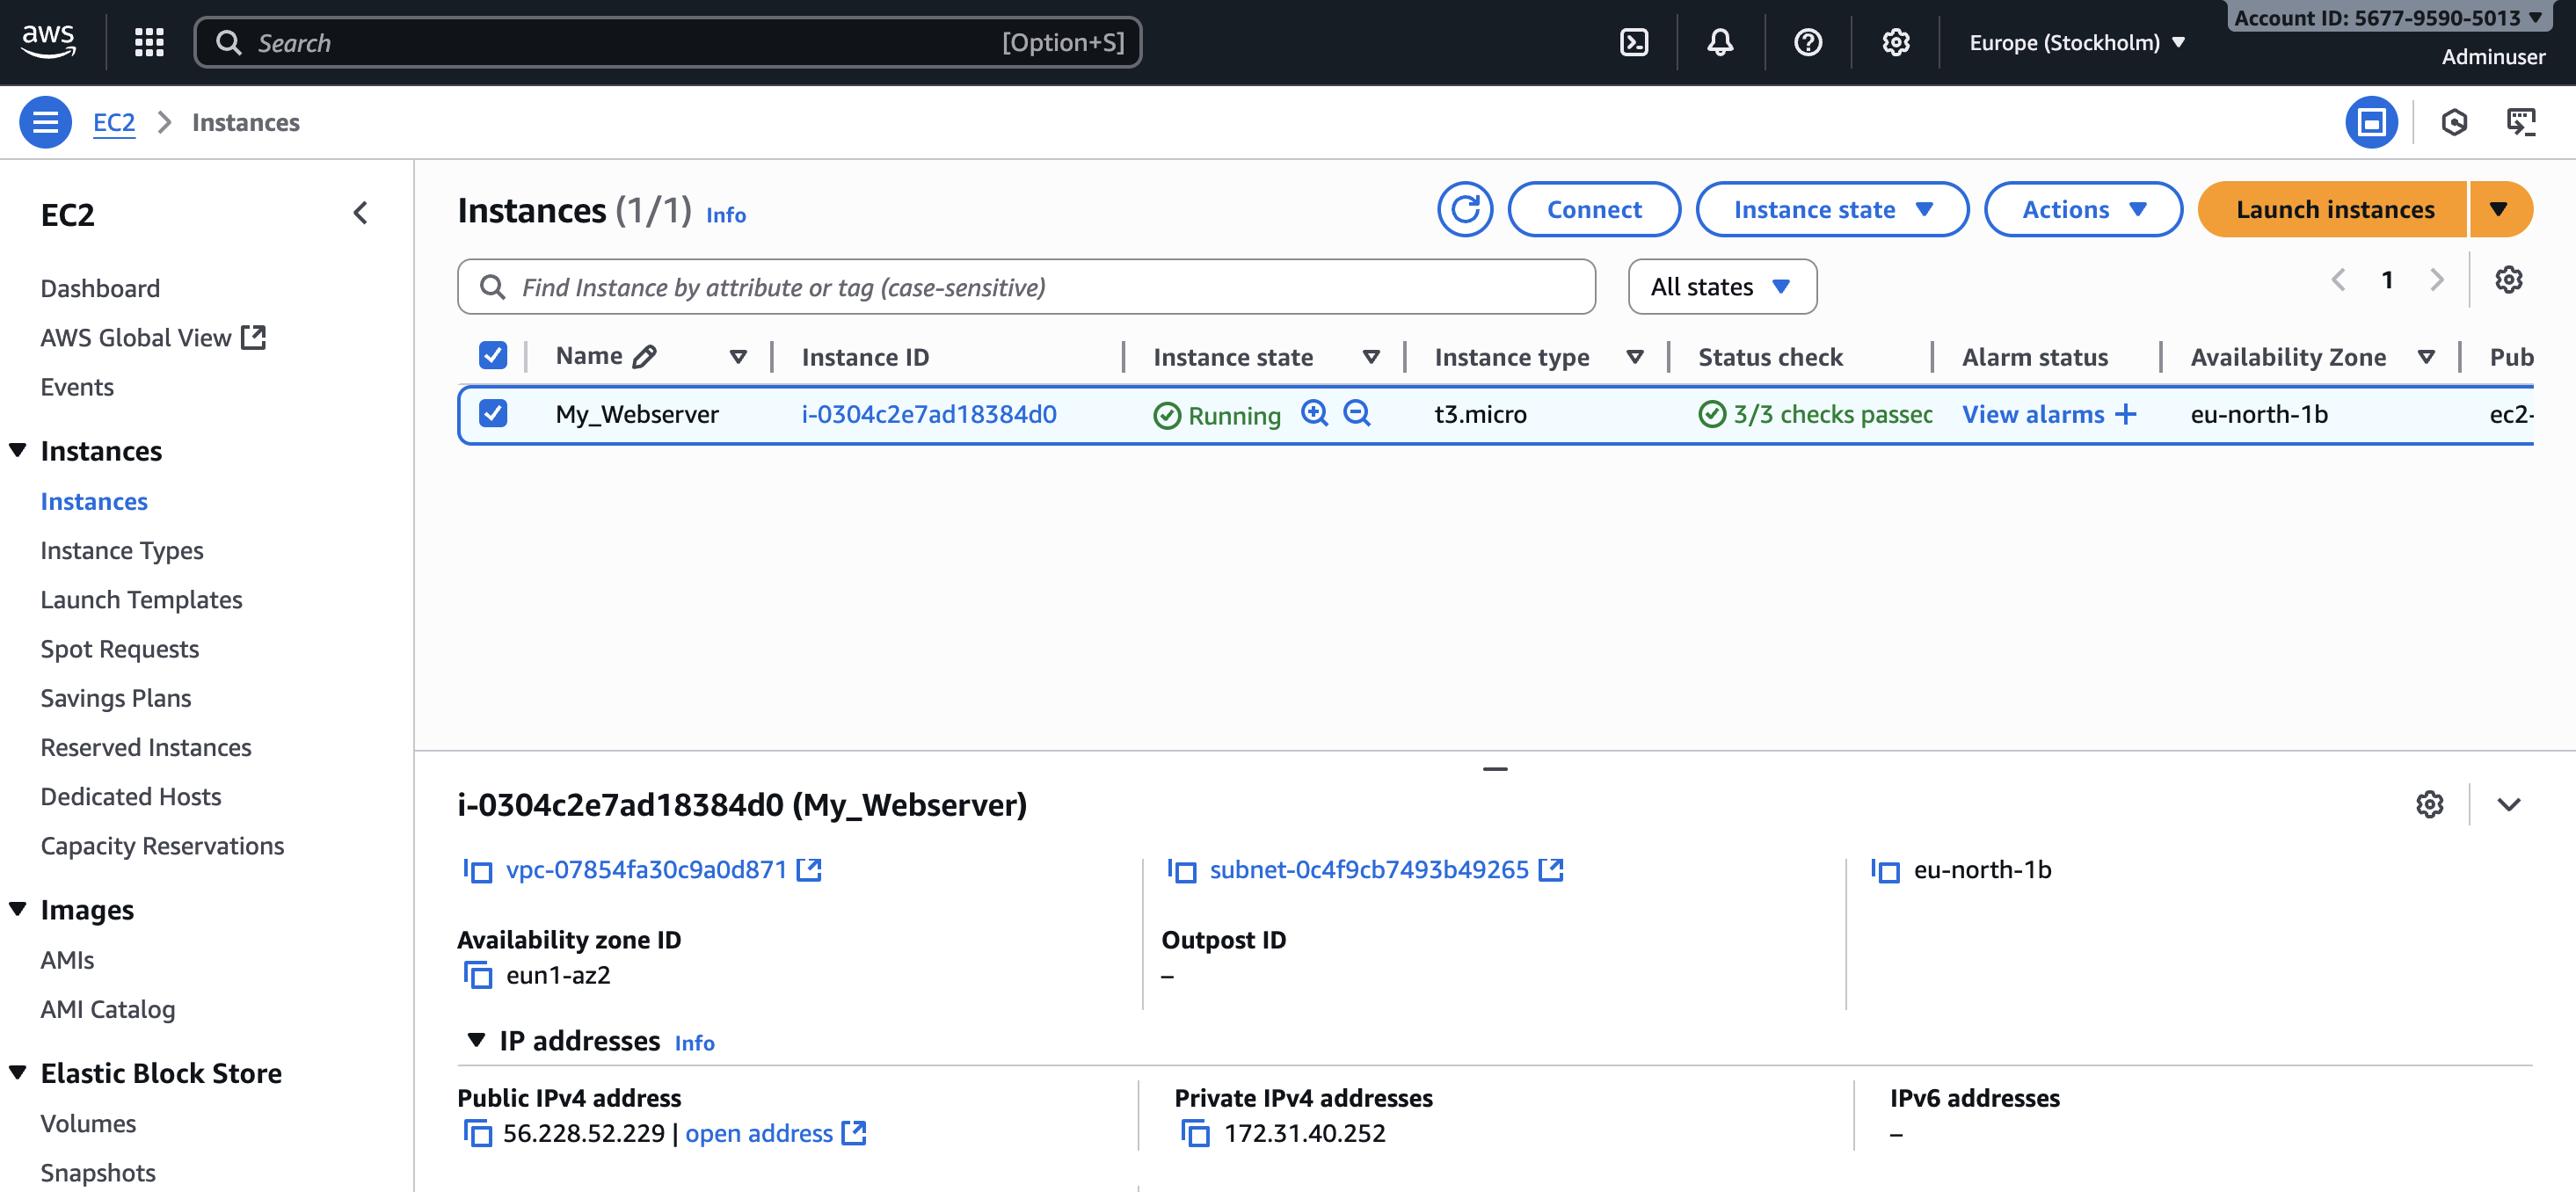 aws
Search
[Option+S]
Europe (Stockholm)
Account ID: 5677-9590-5013
Adminuser
EC2
Instances
EC2
Dashboard
AWS Global View
Events
Instances
Instances
Instance Types
Launch Templates
Spot Requests
Savings Plans
Reserved Instances
Dedicated Hosts
Capacity Reservations
Images
AMIs
AMI Catalog
Elastic Block Store
Volumes
Snapshots
Instances (1/1) Info
Connect
Instance state
Actions
Launch instances
Find Instance by attribute or tag (case-sensitive)
All states
1
Name Instance ID Instance state Instance type Status check Alarm status Availability Zone Pub
My_Webserver i-0304c2e7ad18384d0 Running t3.micro 3/3 checks passed View alarms + eu-north-1b ec2-
i-0304c2e7ad18384d0 (My_Webserver)
vpc-07854fa30c9a0d871 subnet-0c4f9cb7493b49265 eu-north-1b
Availability zone ID Outpost ID
eun1-az2 –
IP addresses Info
Public IPv4 address Private IPv4 addresses IPv6 addresses
56.228.52.229 | open address 172.31.40.252 –